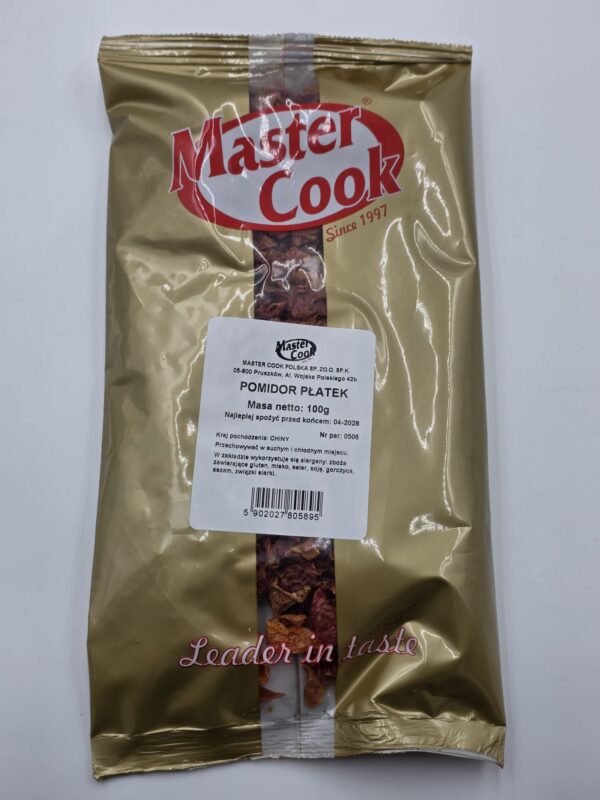 Master
Cook
®
Since 1997
Master
Cook
MASTER COOK POLSKA SP. ZO.O. SP.K.
05-800 Pruszków, Al. Wojska Polskiego 42b
POMIDOR PŁATEK
Masa netto: 100g
Najlepiej spożyć przed końcem: 04-2026
Kraj pochodzenia: CHINY Nr par: 0506
Przechowywać w suchym i chłodnym miejscu.
W zakładzie wykorzystuje się alergeny: zboża
zawierające gluten, mleko, seler, soję, gorczycę,
sezam, związki siarki.
5 902027 805895
Leader in taste